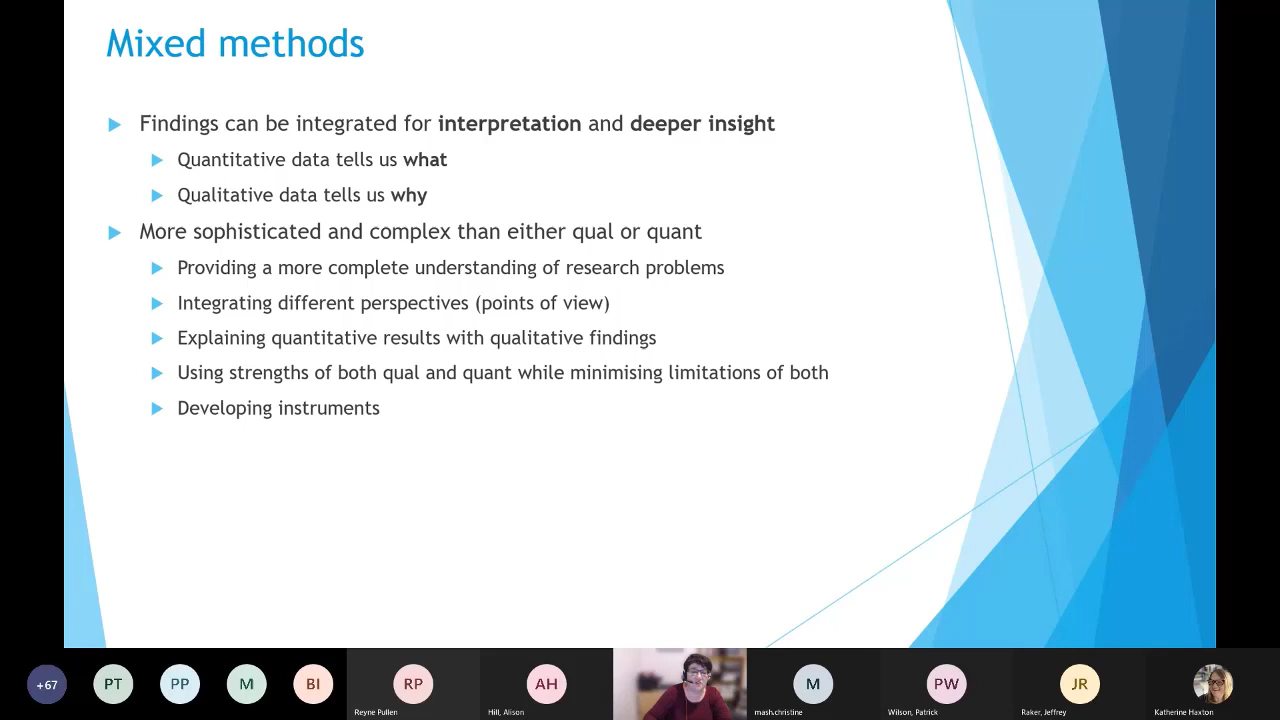 Mixed methods
Findings can be integrated for interpretation and deeper insight
Quantitative data tells us what
Qualitative data tells us why
More sophisticated and complex than either qual or quant
Providing a more complete understanding of research problems
Integrating different perspectives (points of view)
Explaining quantitative results with qualitative findings
Using strengths of both qual and quant while minimising limitations of both
Developing instruments
+67
PT
PP
M
BI
RP
AH
M
PW
JR
Reyne Pullen
Hill, Alison
mash.christine
Wilson, Patrick
Raker, Jeffrey
Katherine Haxton